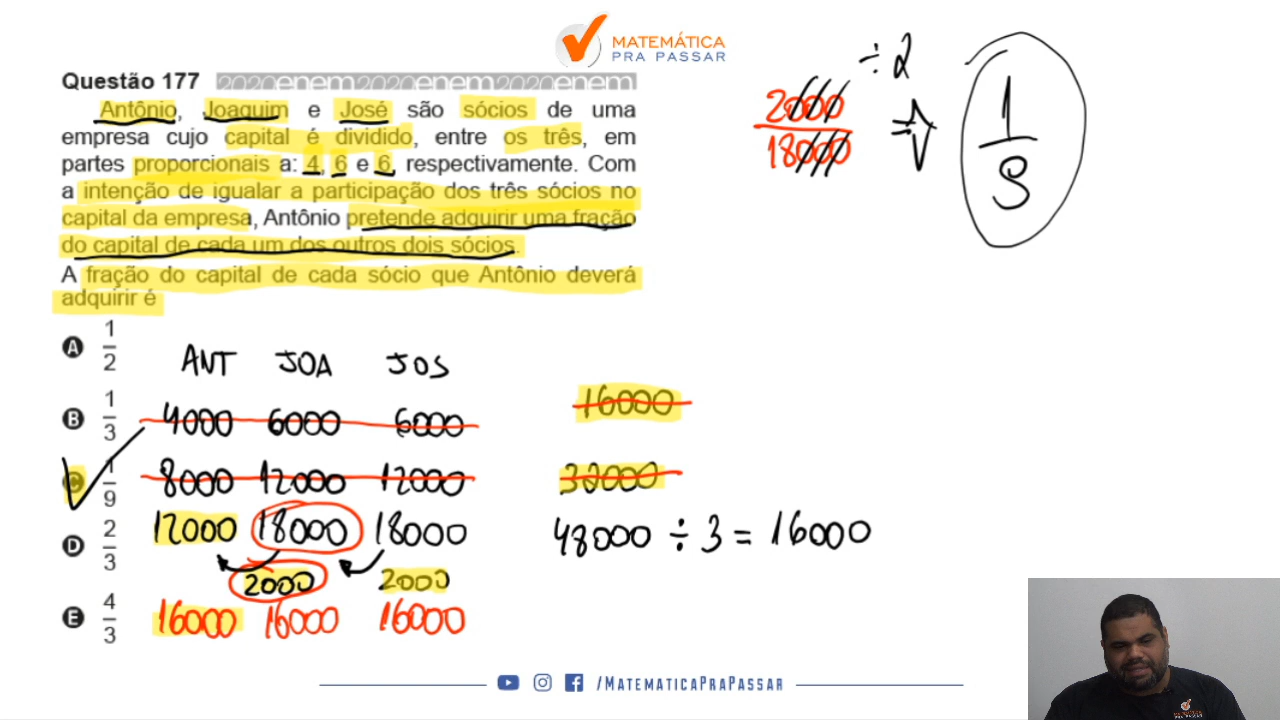 MATEMÁTICA
PRA PASSAR
Questão 177 2020enem2020enem2020enem
Antônio, Joaquim e José são sócios de uma
empresa cujo capital é dividido, entre os três, em
partes proporcionais a: 4, 6 e 6, respectivamente. Com
a intenção de igualar a participação dos três sócios no
capital da empresa, Antônio pretende adquirir uma fração
do capital de cada um dos outros dois sócios.
A fração do capital de cada sócio que Antônio deverá
adquirir é
A 1/2
B 1/3
C 1/9
D 2/3
E 4/3
ANT JOA JOS
4000 6000 6000 16000
8000 12000 12000 32000
12000 18000 18000 48000 ÷ 3 = 16000
2000 2000
16000 16000 16000
2000/18000 ÷2 1/9
/MATEMATICAPRAPASSAR